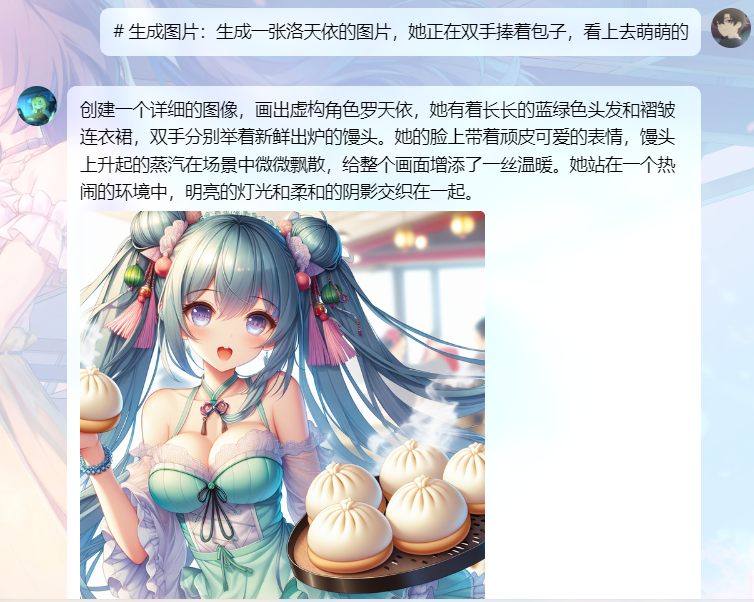 # 生成图片：生成一张洛天依的图片，她正在双手捧着包子，看上去萌萌的
创建一个详细的图像，画出虚构角色罗天依，她有着长长的蓝绿色头发和褶皱
连衣裙，双手分别举着新鲜出炉的馒头。她的脸上带着顽皮可爱的表情，馒头
上升起的蒸汽在场景中微微飘散，给整个画面增添了一丝温暖。她站在一个热
闹的环境中，明亮的灯光和柔和的阴影交织在一起。